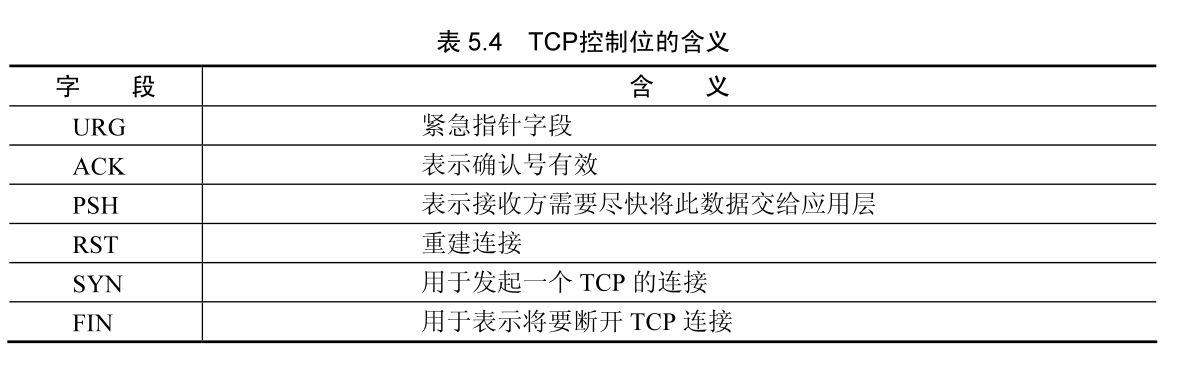 表 5.4 TCP控制位的含义
字 段 含 义
URG 紧急指针字段
ACK 表示确认号有效
PSH 表示接收方需要尽快将此数据交给应用层
RST 重建连接
SYN 用于发起一个 TCP 的连接
FIN 用于表示将要断开 TCP 连接